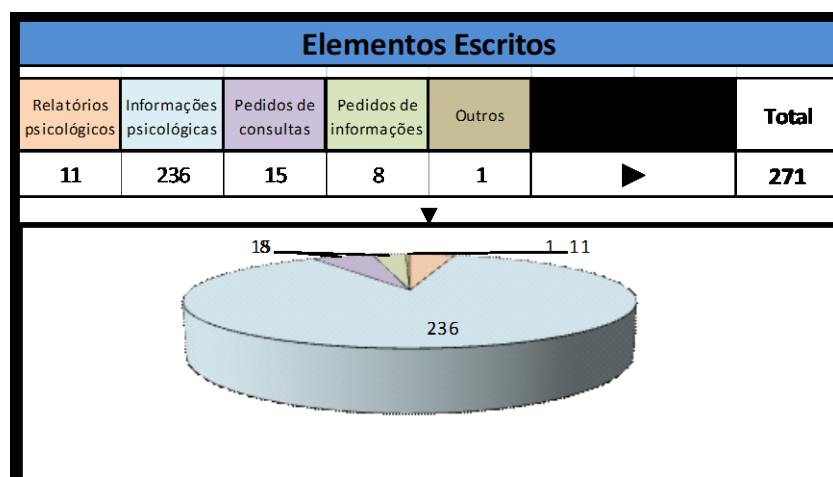 Elementos Escritos
Relatórios psicológicos
Informações psicológicas
Pedidos de consultas
Pedidos de informações
Outros
Total
11 236 15 8 1 271
1 11
236